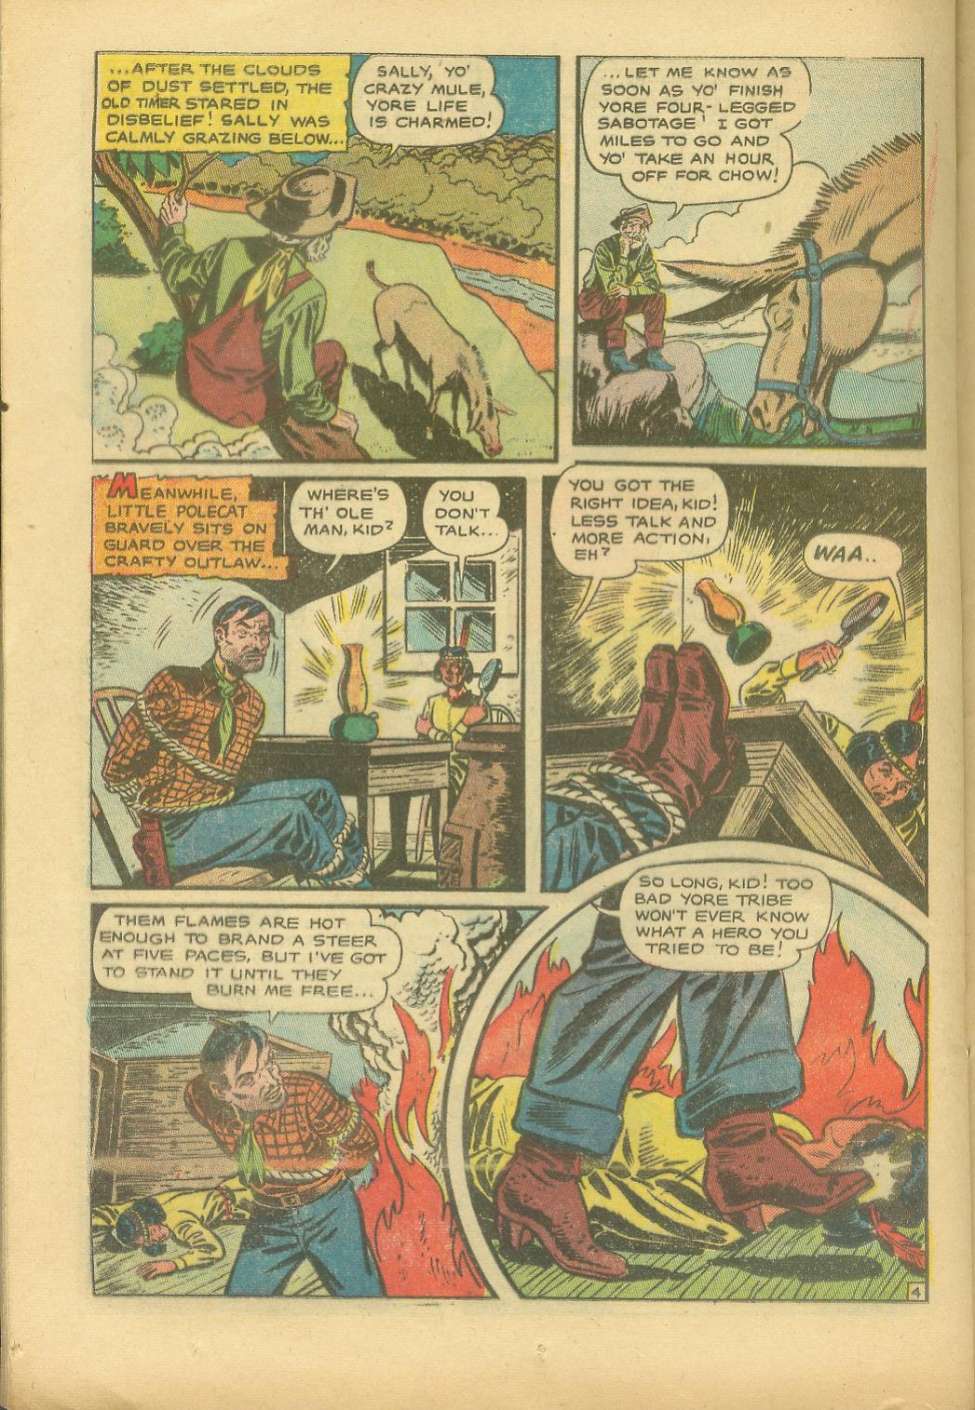 ...AFTER THE CLOUDS
OF DUST SETTLED, THE
OLD TIMER STARED IN
DISBELIEF! SALLY WAS
CALMLY GRAZING BELOW...
SALLY, YO'
CRAZY MULE,
YORE LIFE
IS CHARMED!
...LET ME KNOW AS
SOON AS YO' FINISH
YORE FOUR-LEGGED
SABOTAGE' I GOT
MILES TO GO AND
YO' TAKE AN HOUR
OFF FOR CHOW!
MEANWHILE,
LITTLE POLECAT
BRAVELY SITS ON
GUARD OVER THE
CRAFTY OUTLAW...
WHERE'S
TH' OLE
MAN, KID?
YOU
DON'T
TALK...
YOU GOT THE
RIGHT IDEA, KID!
LESS TALK AND
MORE ACTION,
EH?
WAA..
THEM FLAMES ARE HOT
ENOUGH TO BRAND A STEER
AT FIVE PACES, BUT I'VE GOT
TO STAND IT UNTIL THEY
BURN ME FREE...
SO LONG, KID! TOO
BAD YORE TRIBE
WON'T EVER KNOW
WHAT A HERO YOU
TRIED TO BE!
4